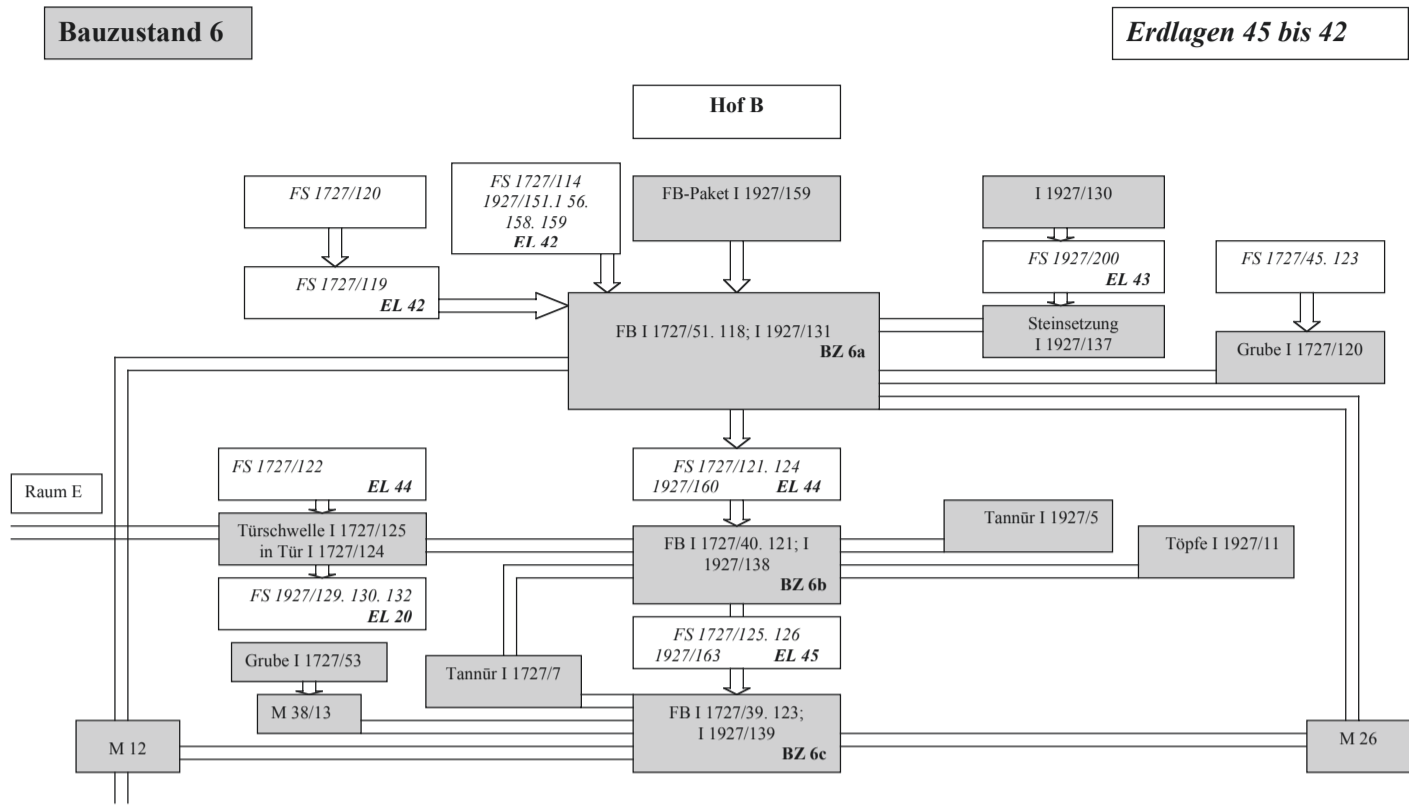 Bauzustand 6
Erdlagen 45 bis 42
Hof B
FS 1727/120
FS 1727/114
1927/151.1 56.
158. 159
EL 42
FB-Paket I 1927/159
I 1927/130
FS 1727/119
EL 42
FS 1927/200
EL 43
FS 1727/45. 123
FB I 1727/51. 118; I 1927/131
BZ 6a
Steinsetzung
I 1927/137
Grube I 1727/120
FS 1727/122
EL 44
FS 1727/121. 124
1927/160 EL 44
Raum E
Türschwelle I 1727/125
in Tür I 1727/124
FB I 1727/40. 121; I
1927/138
BZ 6b
Tannūr I 1927/5
Töpfe I 1927/11
FS 1927/129. 130. 132
EL 20
FS 1727/125. 126
1927/163 EL 45
Grube I 1727/53
Tannūr I 1727/7
M 38/13
FB I 1727/39. 123;
I 1927/139
BZ 6c
M 12
M 26